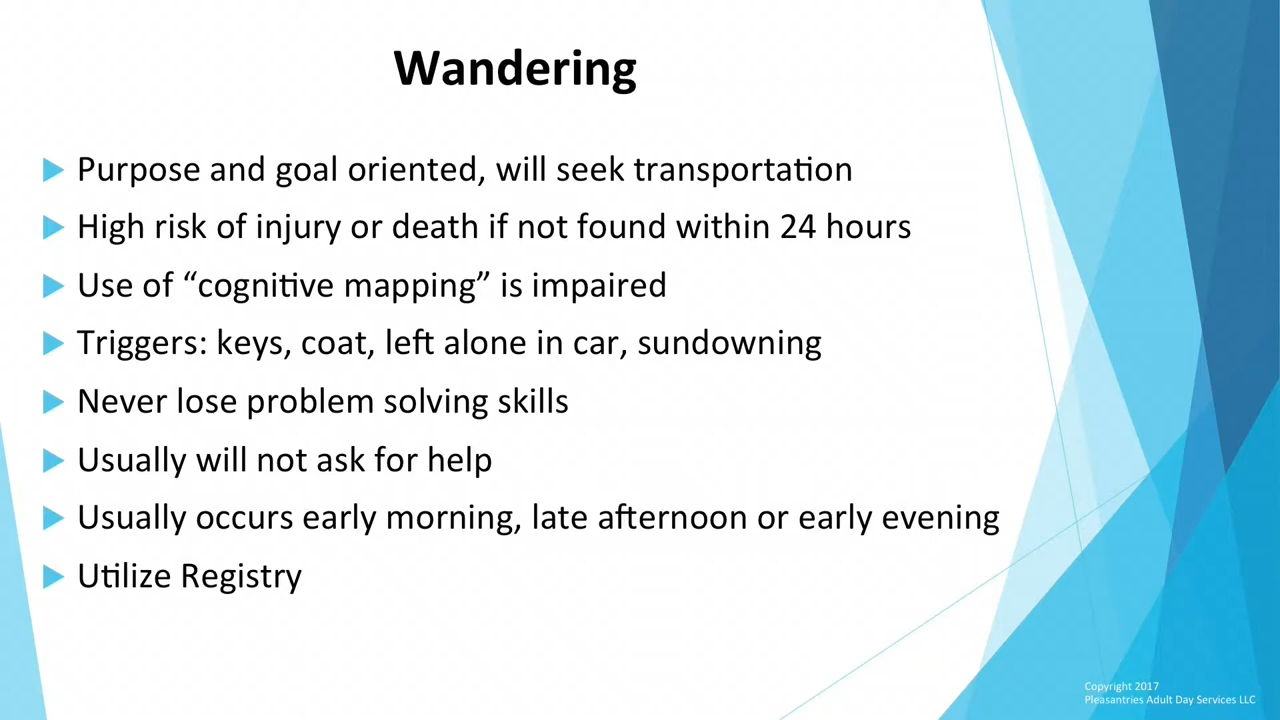 Wandering
Purpose and goal oriented, will seek transportation
High risk of injury or death if not found within 24 hours
Use of “cognitive mapping” is impaired
Triggers: keys, coat, left alone in car, sundowning
Never lose problem solving skills
Usually will not ask for help
Usually occurs early morning, late afternoon or early evening
Utilize Registry
Copyright 2017
Pleasantries Adult Day Services LLC